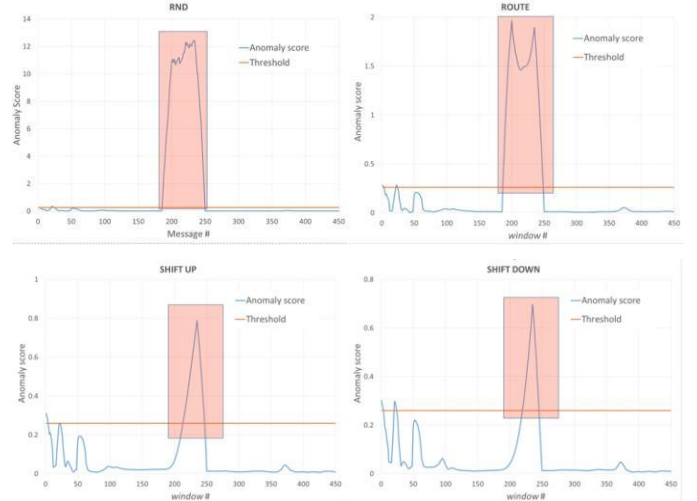 RND
14
12
10
8
6
4
2
0
Anomaly Score
Anomaly score
Threshold
0 50 100 150 200 250 300 350 400 450
Message #
ROUTE
2
1.5
1
0.5
0
Anomaly score
Anomaly score
Threshold
0 50 100 150 200 250 300 350 400 450
window #
SHIFT UP
1
0.8
0.6
0.4
0.2
0
Anomaly score
Anomaly score
Threshold
0 50 100 150 200 250 300 350 400 450
window #
SHIFT DOWN
0.8
0.6
0.4
0.2
0
Anomaly score
Anomaly score
Threshold
0 50 100 150 200 250 300 350 400 450
window #